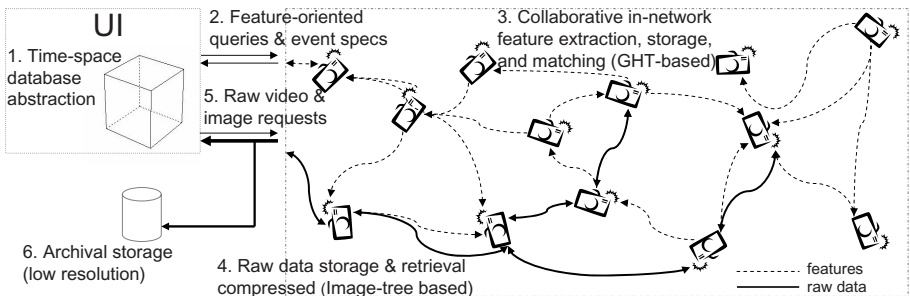 UI
1. Time-space
database
abstraction
2. Feature-oriented
queries & event specs
3. Collaborative in-network
feature extraction, storage,
and matching (GHT-based)
5. Raw video &
image requests
6. Archival storage
(low resolution)
4. Raw data storage & retrieval
compressed (Image-tree based)
features
raw data